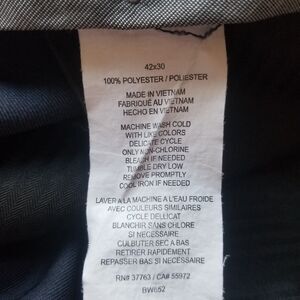 42x30
100% POLYESTER / POLIESTER
MADE IN VIETNAM
FABRIQUÉ AU VIETNAM
HECHO EN VIETNAM
MACHINE WASH COLD
WITH LIKE COLORS
DELICATE CYCLE
ONLY NON-CHLORINE
BLEACH IF NEEDED
TUMBLE DRY LOW
REMOVE PROMPTLY
COOL IRON IF NEEDED
LAVER A LA MACHINE A L'EAU FROIDE
AVEC COULEURS SIMILAIRES
CYCLE DELICAT
BLANCHIR SANS CHLORE
SI NECESSAIRE
CULBUTER SEC A BAS
RETIRER RAPIDEMENT
REPASSER BAS SI NECESSAIRE
RN# 37763 / CA# 55972
BW652